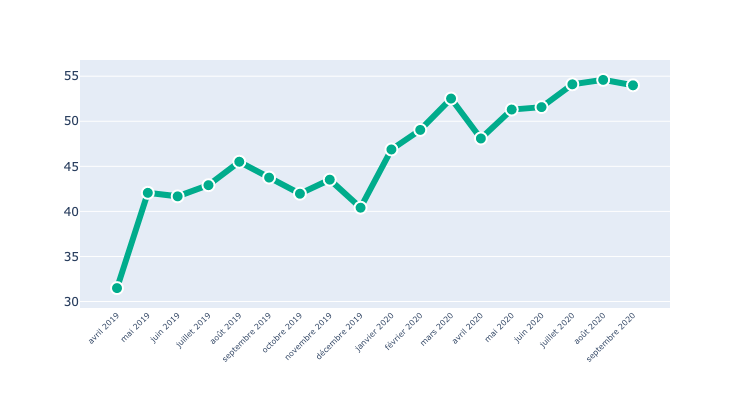 55
50
45
40
35
30
avril 2019
mai 2019
juin 2019
juillet 2019
août 2019
septembre 2019
octobre 2019
novembre 2019
décembre 2019
janvier 2020
février 2020
mars 2020
avril 2020
mai 2020
juin 2020
juillet 2020
août 2020
septembre 2020